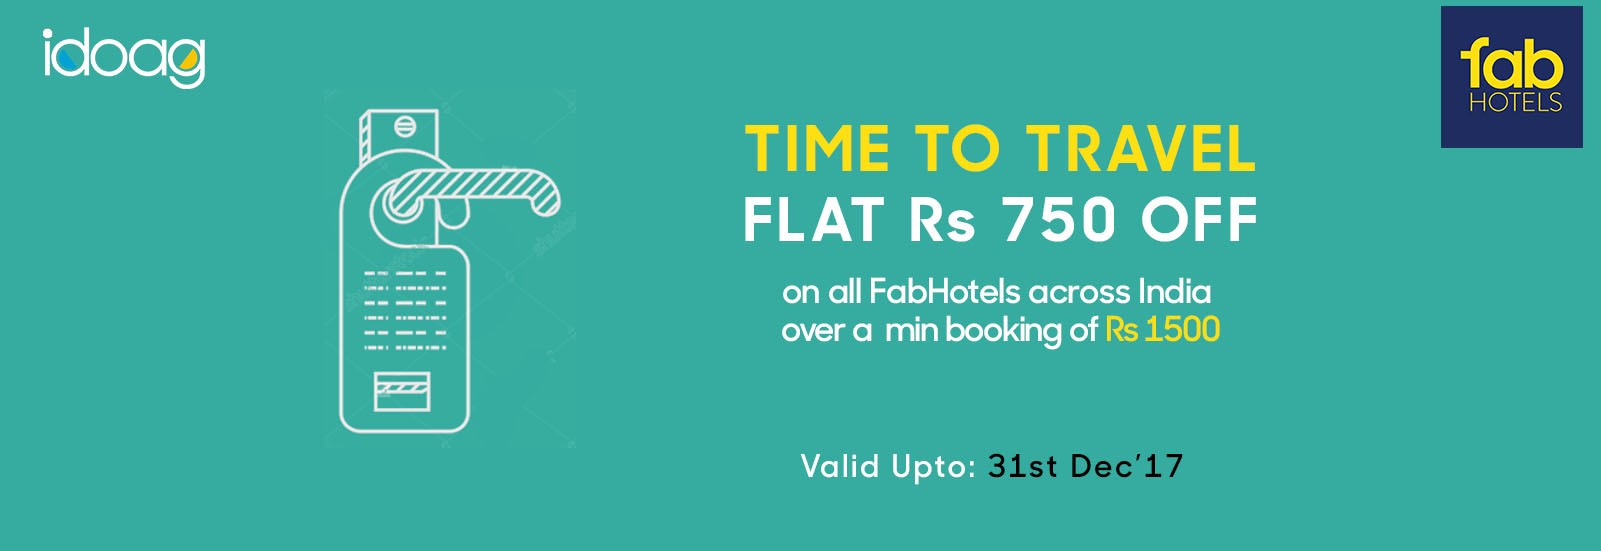 idoag
fab
HOTELS
TIME TO TRAVEL
FLAT Rs 750 OFF
on all FabHotels across India
over a min booking of Rs 1500
Valid Upto: 31st Dec'17